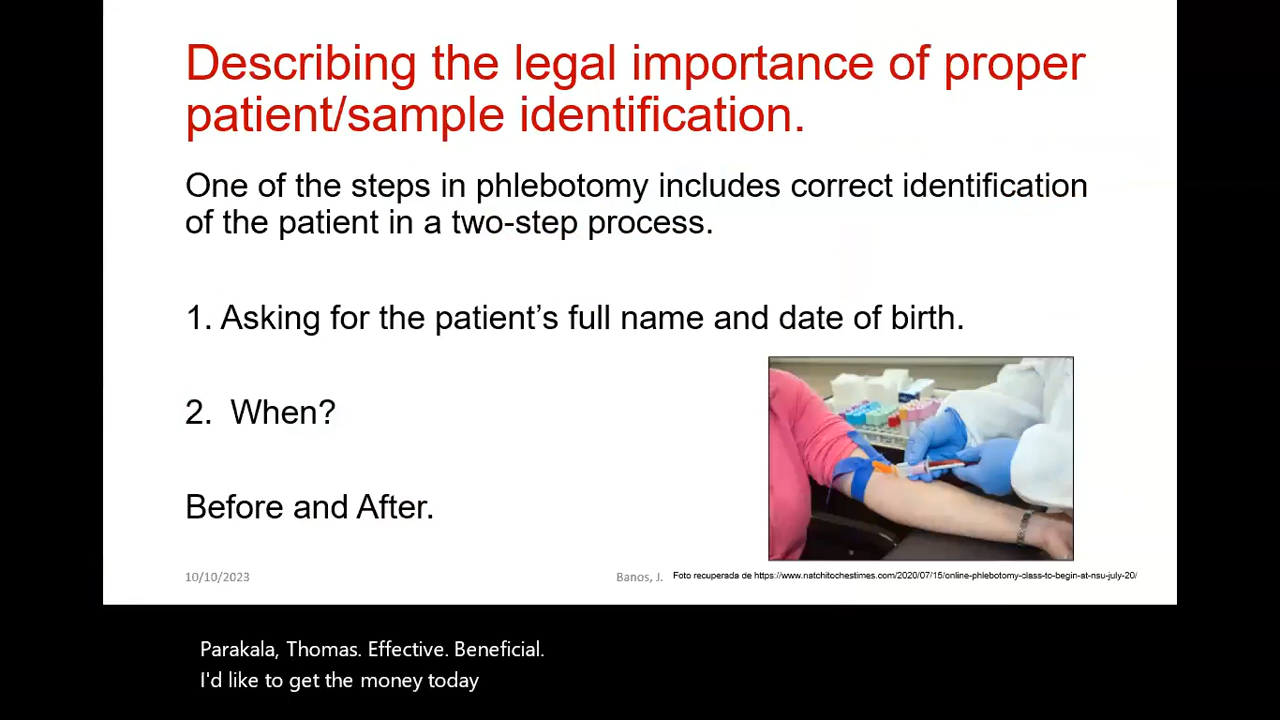 Describing the legal importance of proper
patient/sample identification.
One of the steps in phlebotomy includes correct identification
of the patient in a two-step process.
1. Asking for the patient's full name and date of birth.
2. When?
Before and After.
10/10/2023
Banos, J.
Foto recuperada de https://www.natchitochestimes.com/2020/07/15/online-phlebotomy-class-to-begin-at-nsu-july-20/
Parakala, Thomas. Effective. Beneficial.
I'd like to get the money today